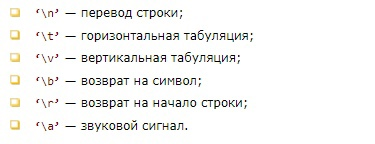 ‘\n’ — перевод строки;
‘\t’ — горизонтальная табуляция;
‘\v’ — вертикальная табуляция;
‘\b’ — возврат на символ;
‘\r’ — возврат на начало строки;
‘\a’ — звуковой сигнал.